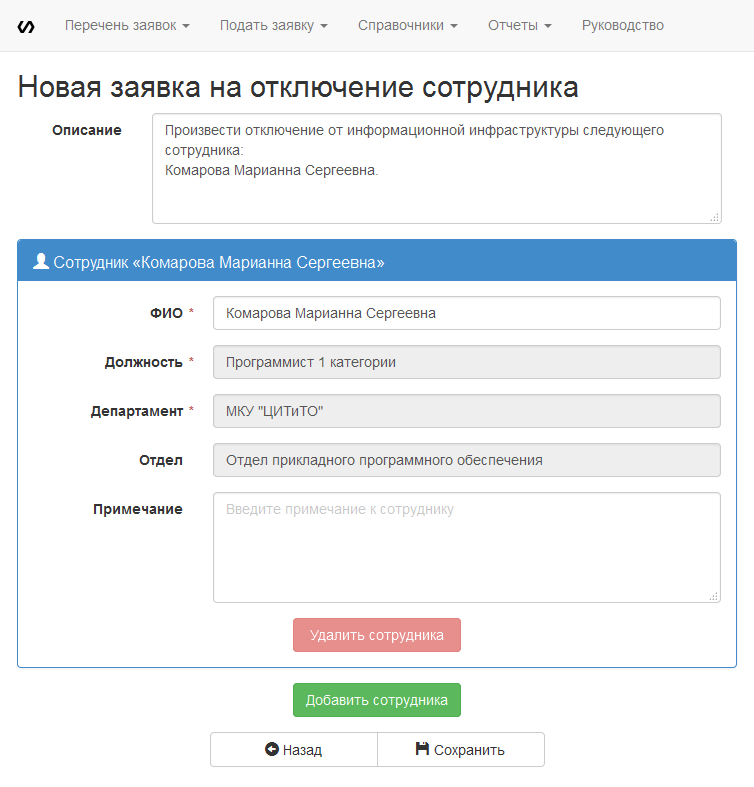 Перечень заявок Подать заявку Справочники Отчеты Руководство
Новая заявка на отключение сотрудника
Описание
Произвести отключение от информационной инфраструктуры следующего
сотрудника:
Комарова Марианна Сергеевна.
Сотрудник «Комарова Марианна Сергеевна»
ФИО * Комарова Марианна Сергеевна
Должность * Программист 1 категории
Департамент * МКУ "ЦИТиТО"
Отдел Отдел прикладного программного обеспечения
Примечание Введите примечание к сотруднику
Удалить сотрудника
Добавить сотрудника
Назад Сохранить